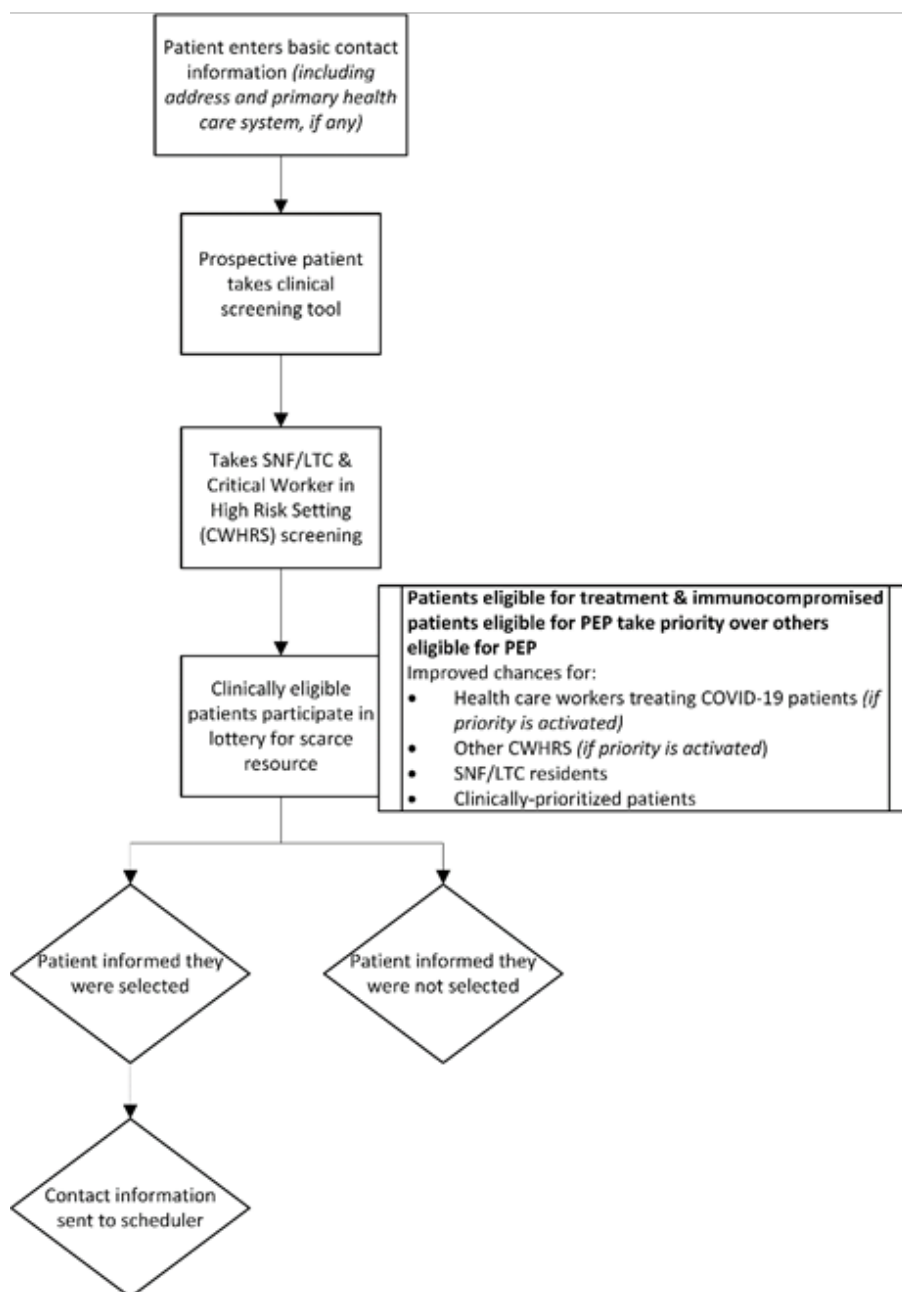 Patient enters basic contact
information (including
address and primary health
care system, if any)
Prospective patient
takes clinical
screening tool
Takes SNF/LTC &
Critical Worker in
High Risk Setting
(CWHRS) screening
Clinically eligible
patients participate in
lottery for scarce
resource
Patients eligible for treatment & immunocompromised
patients eligible for PEP take priority over others
eligible for PEP
Improved chances for:
• Health care workers treating COVID-19 patients (if
priority is activated)
• Other CWHRS (if priority is activated)
• SNF/LTC residents
• Clinically-prioritized patients
Patient informed they
were selected
Patient informed they
were not selected
Contact information
sent to scheduler